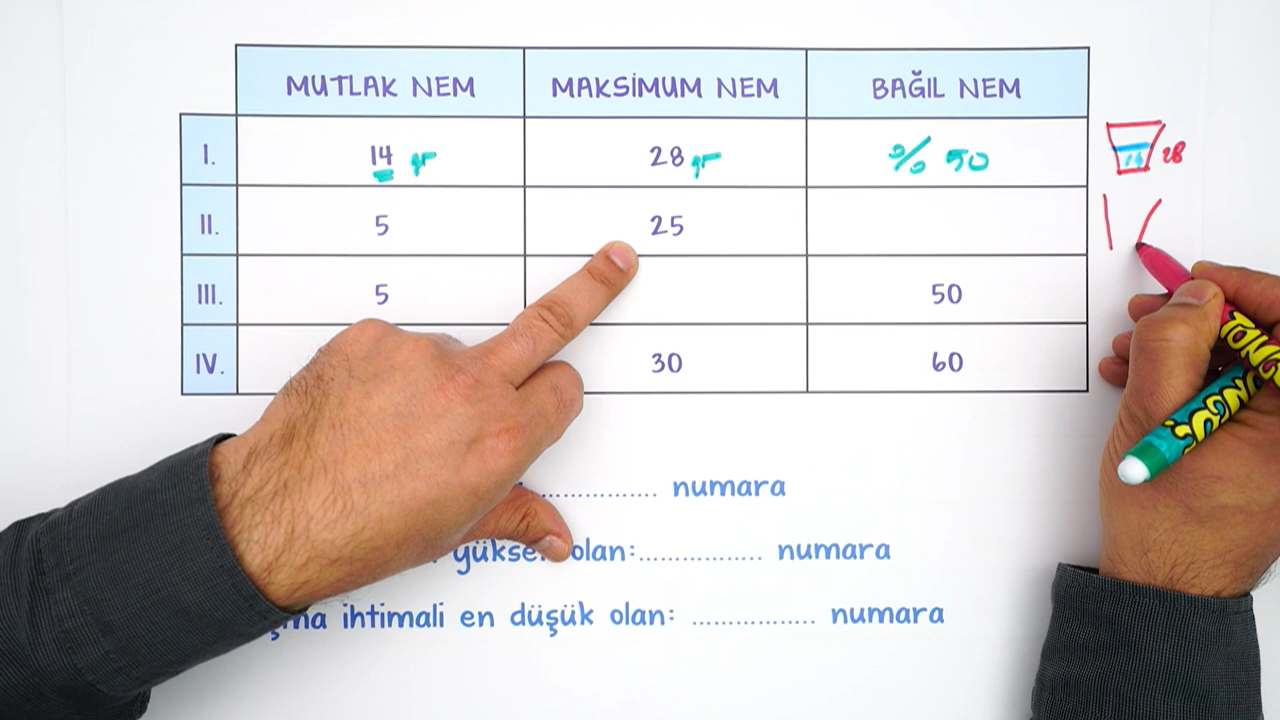 MUTLAK NEM MAKSİMUM NEM BAĞIL NEM
I. 14 gr 28 gr % 50 14 28
II. 5 25
III. 5 50
IV. 30 60
................ numara
olan:................ numara
ihtimali en düşük olan: ................ numara